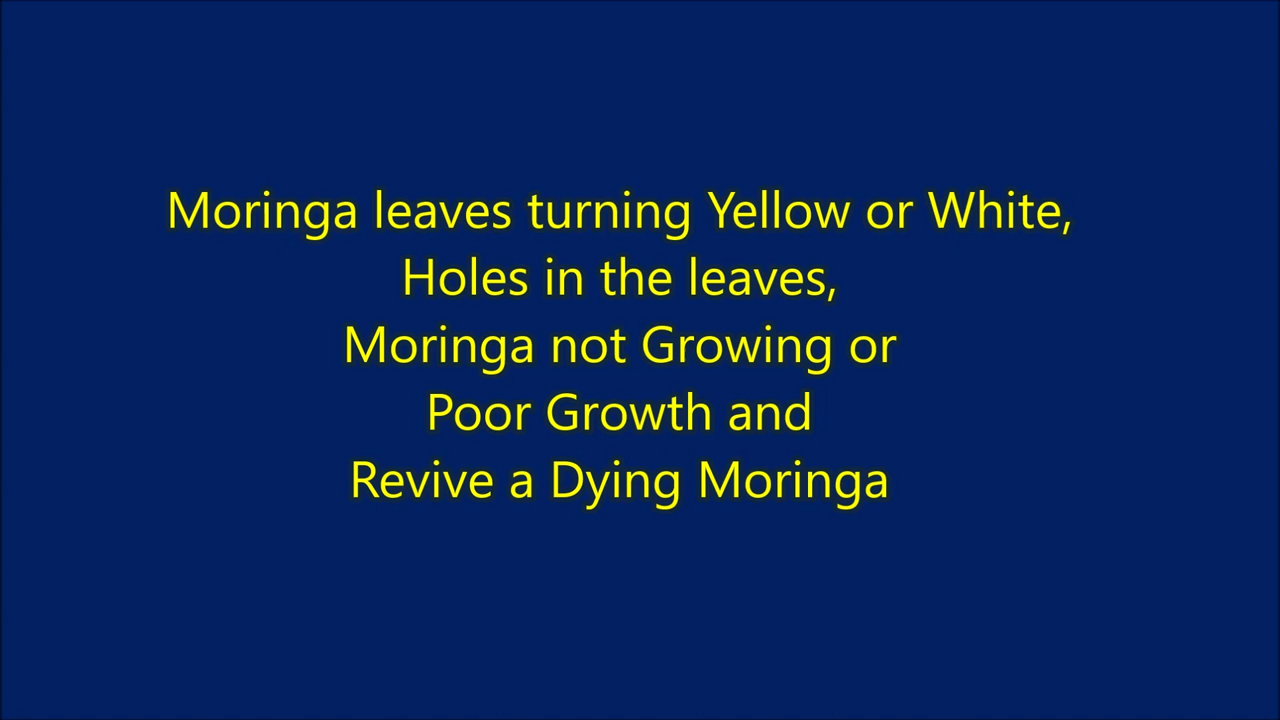 Moringa leaves turning Yellow or White,
Holes in the leaves,
Moringa not Growing or
Poor Growth and
Revive a Dying Moringa